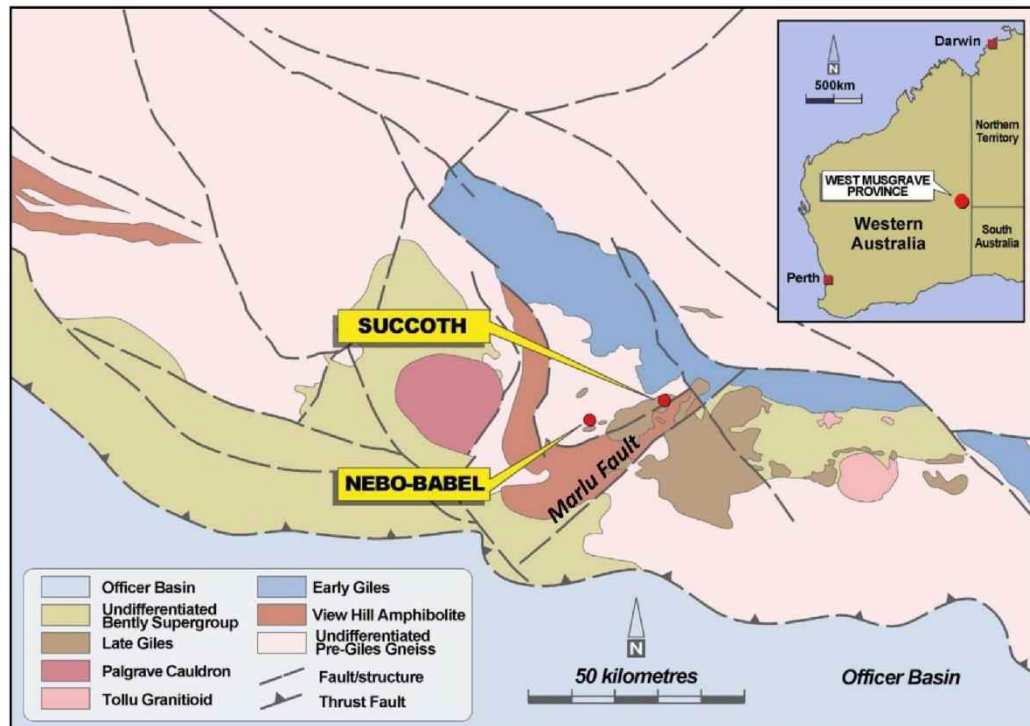 Darwin
N
500km
Northern
Territory
WEST MUSGRAVE
PROVINCE
Western
Australia
South
Australia
Perth
SUCCOTH
NEBO-BABEL
Marlu Fault
Officer Basin
Undifferentiated
Bently Supergroup
Late Giles
Palgrave Cauldron
Tollu Granitioid
Early Giles
View Hill Amphibolite
Undifferentiated
Pre-Giles Gneiss
Fault/structure
Thrust Fault
N
50 kilometres
Officer Basin